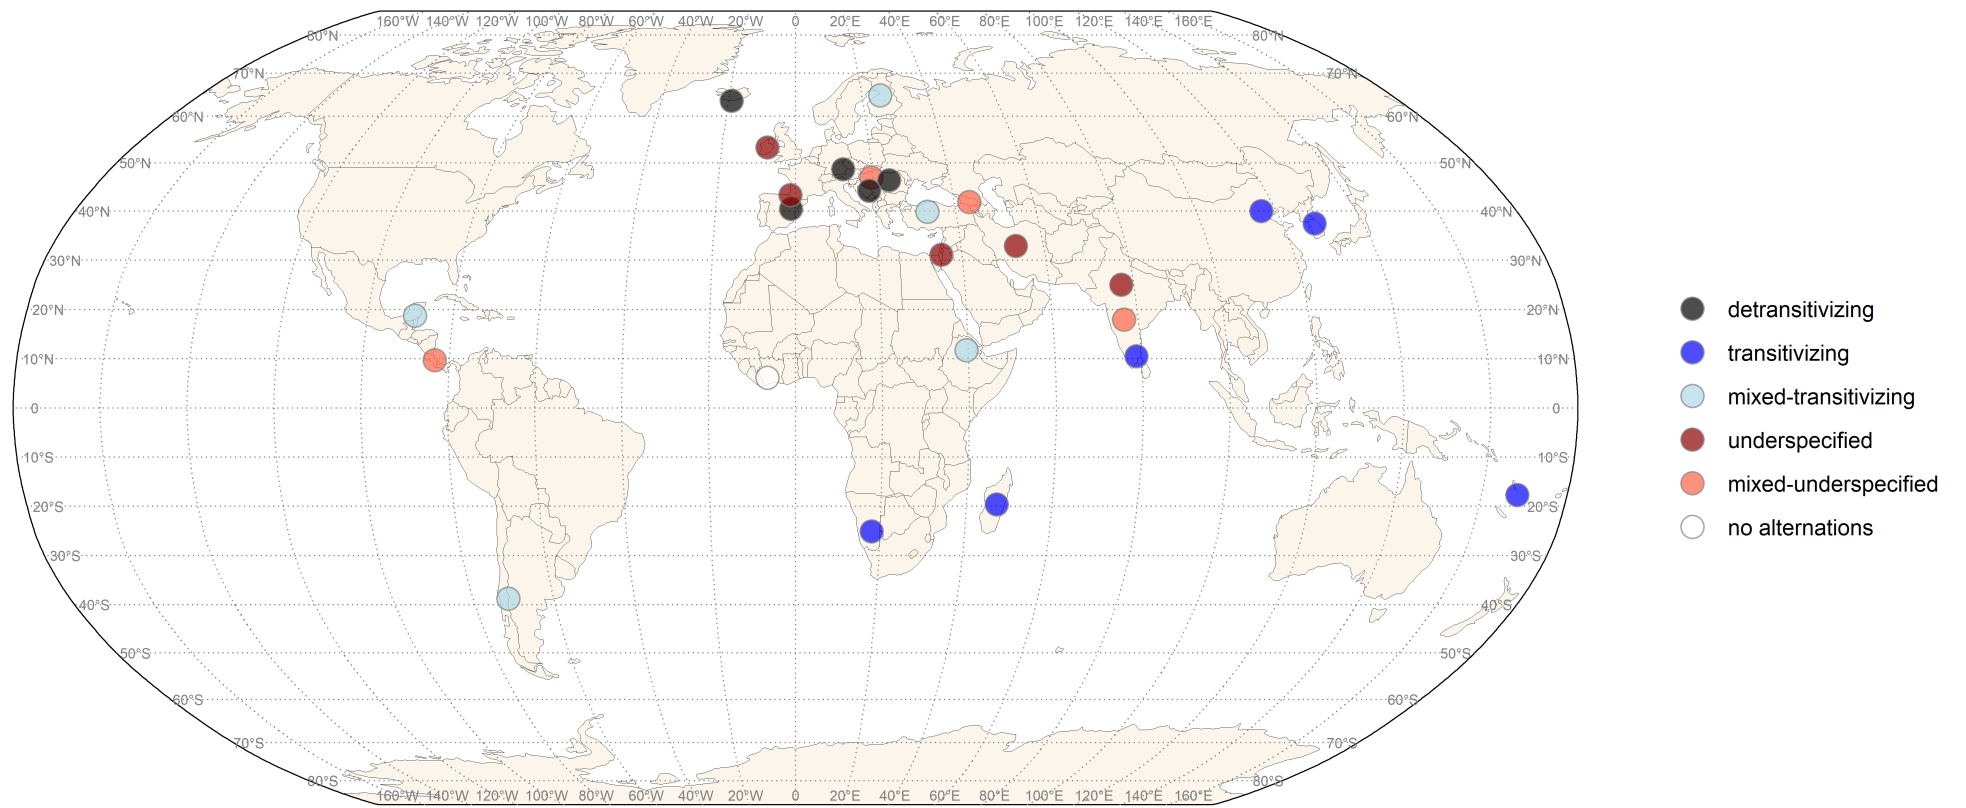 160°W 140°W 120°W 100°W 80°W 60°W 40°W 20°W 0 20°E 40°E 60°E 80°E 100°E 120°E 140°E 160°E
80°N 80°N
70°N 70°N
60°N 60°N
50°N 50°N
40°N 40°N
30°N 30°N
20°N 20°N
10°N 10°N
0 0
10°S 10°S
20°S 20°S
30°S 30°S
40°S 40°S
50°S 50°S
60°S 60°S
70°S 70°S
80°S 80°S
160°W 140°W 120°W 100°W 80°W 60°W 40°W 20°W 0 20°E 40°E 60°E 80°E 100°E 120°E 140°E 160°E
detransitivizing
transitivizing
mixed-transitivizing
underspecified
mixed-underspecified
no alternations